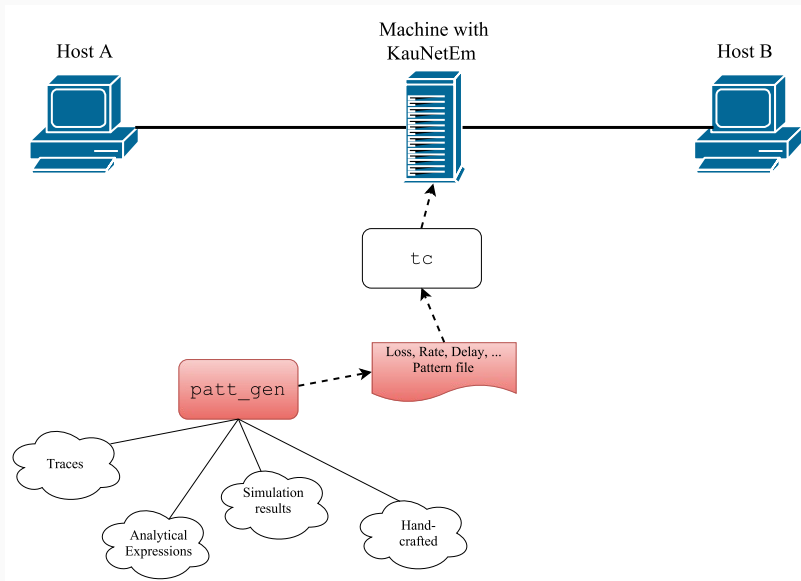 Machine with
KauNetEm
Host A
Host B
tc
Loss, Rate, Delay, ...
Pattern file
patt_gen
Traces
Simulation
results
Analytical
Expressions
Hand-
crafted